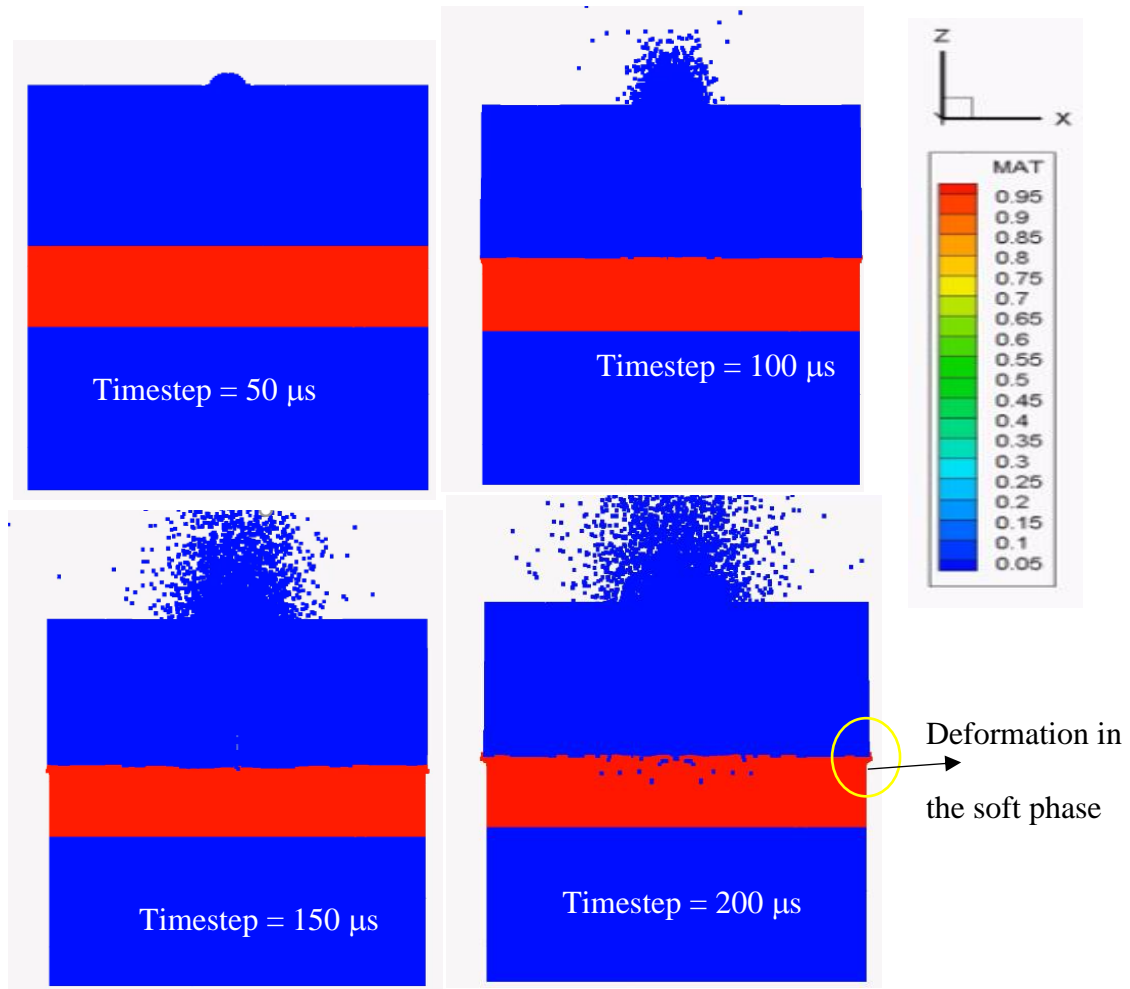 Timestep = 50 μs
Timestep = 100 μs
Z
X
MAT
0.95
0.9
0.85
0.8
0.75
0.7
0.65
0.6
0.55
0.5
0.45
0.4
0.35
0.3
0.25
0.2
0.15
0.1
0.05
Timestep = 150 μs
Timestep = 200 μs
Deformation in
the soft phase